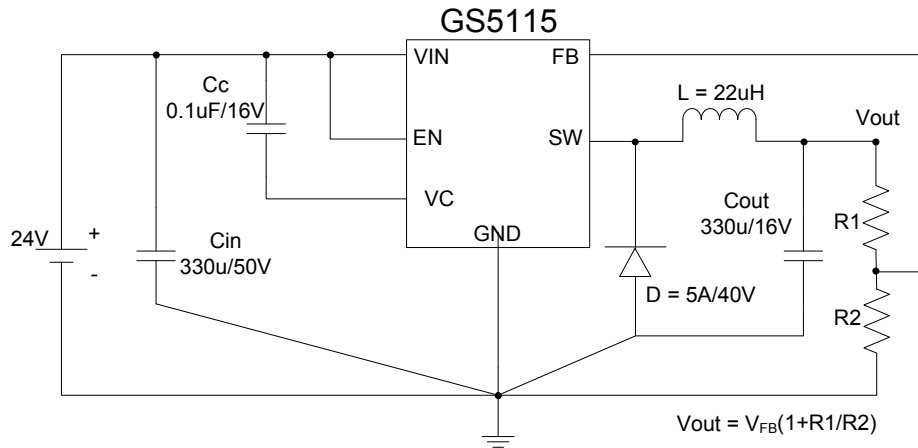 GS5115
VIN
FB
Cc
0.1uF/16V
L = 22uH
Vout
EN
SW
VC
GND
24V
+
-
Cin
330u/50V
Cout
330u/16V
R1
D = 5A/40V
R2
Vout = VFB(1+R1/R2)